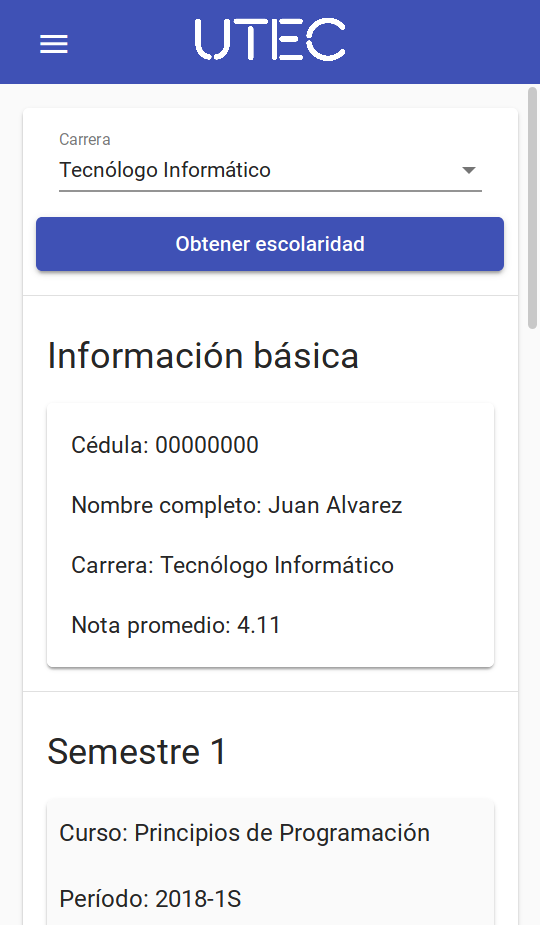 UTEC
Carrera
Tecnólogo Informático
Obtener escolaridad
Información básica
Cédula: 00000000
Nombre completo: Juan Alvarez
Carrera: Tecnólogo Informático
Nota promedio: 4.11
Semestre 1
Curso: Principios de Programación
Período: 2018-1S